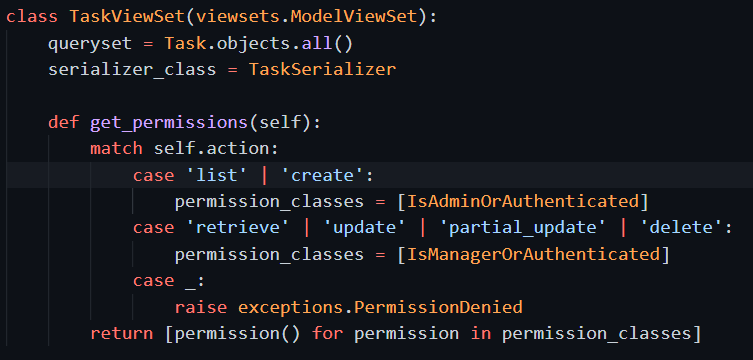 class TaskViewSet(viewsets.ModelViewSet):
    queryset = Task.objects.all()
    serializer_class = TaskSerializer

    def get_permissions(self):
        match self.action:
            case 'list' | 'create':
                permission_classes = [IsAdminOrAuthenticated]
            case 'retrieve' | 'update' | 'partial_update' | 'delete':
                permission_classes = [IsManagerOrAuthenticated]
            case _:
                raise exceptions.PermissionDenied
        return [permission() for permission in permission_classes]